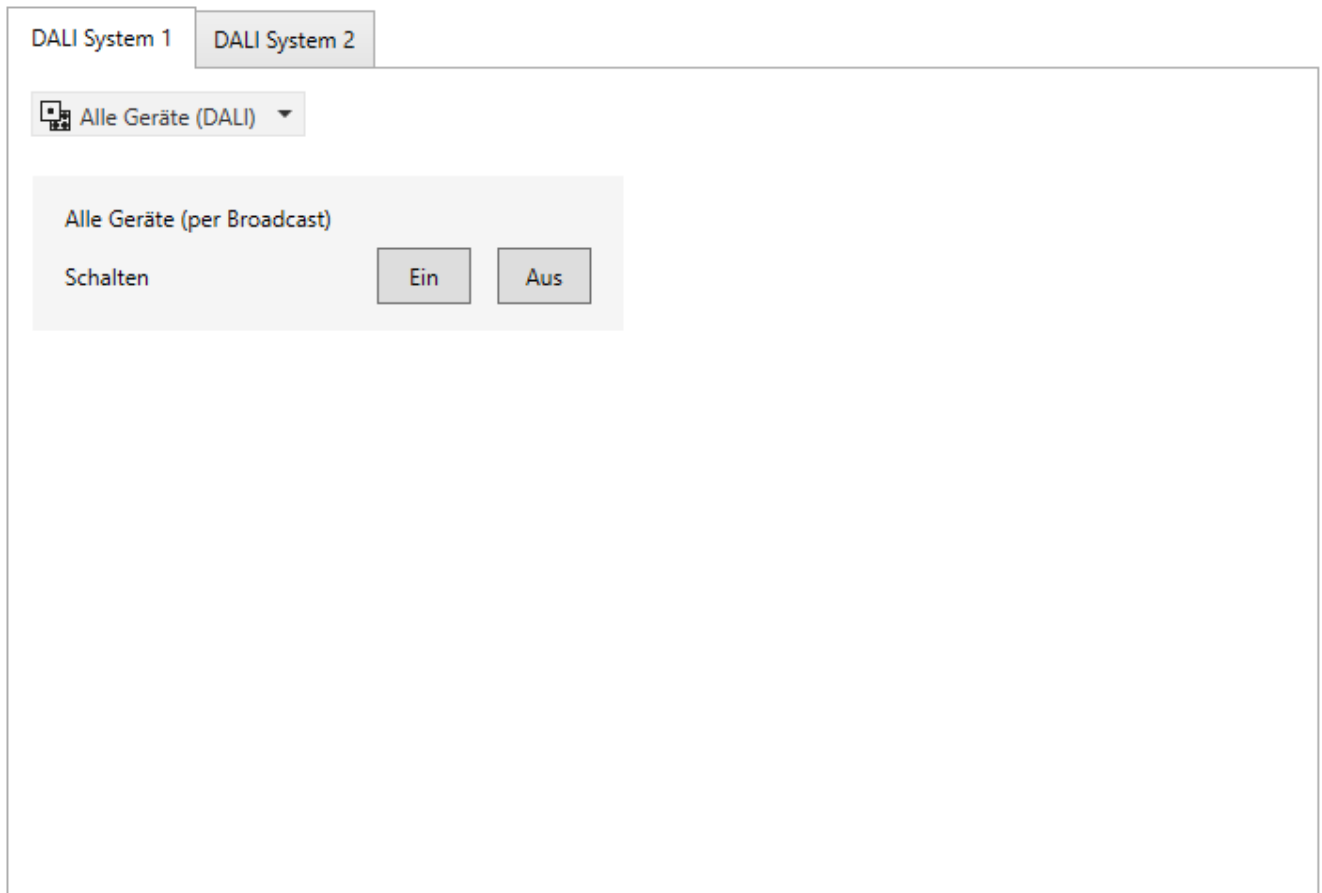 DALI System 1
DALI System 2
Alle Geräte (DALI)
Alle Geräte (per Broadcast)
Schalten Ein Aus